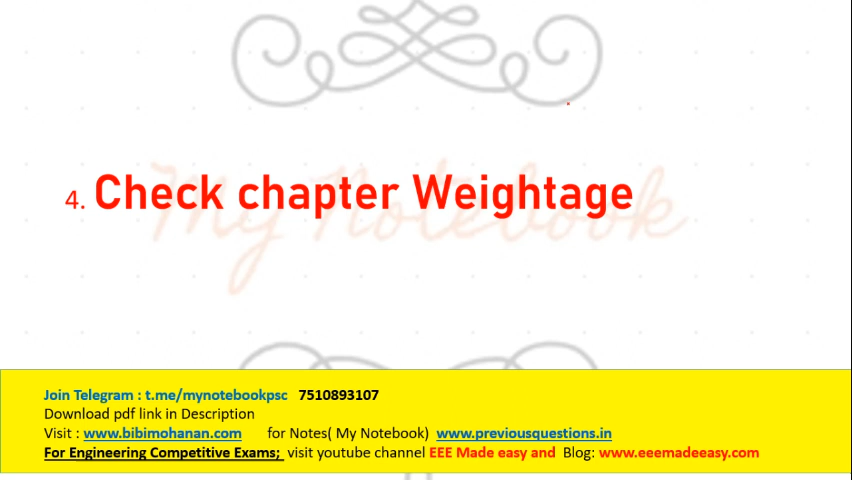 4. Check chapter Weightage
My Notebook
Join Telegram : t.me/mynotebookpsc 7510893107
Download pdf link in Description
Visit : www.bibimohanan.com for Notes( My Notebook) www.previousquestions.in
For Engineering Competitive Exams; visit youtube channel EEE Made easy and Blog: www.eeemadeeasy.com